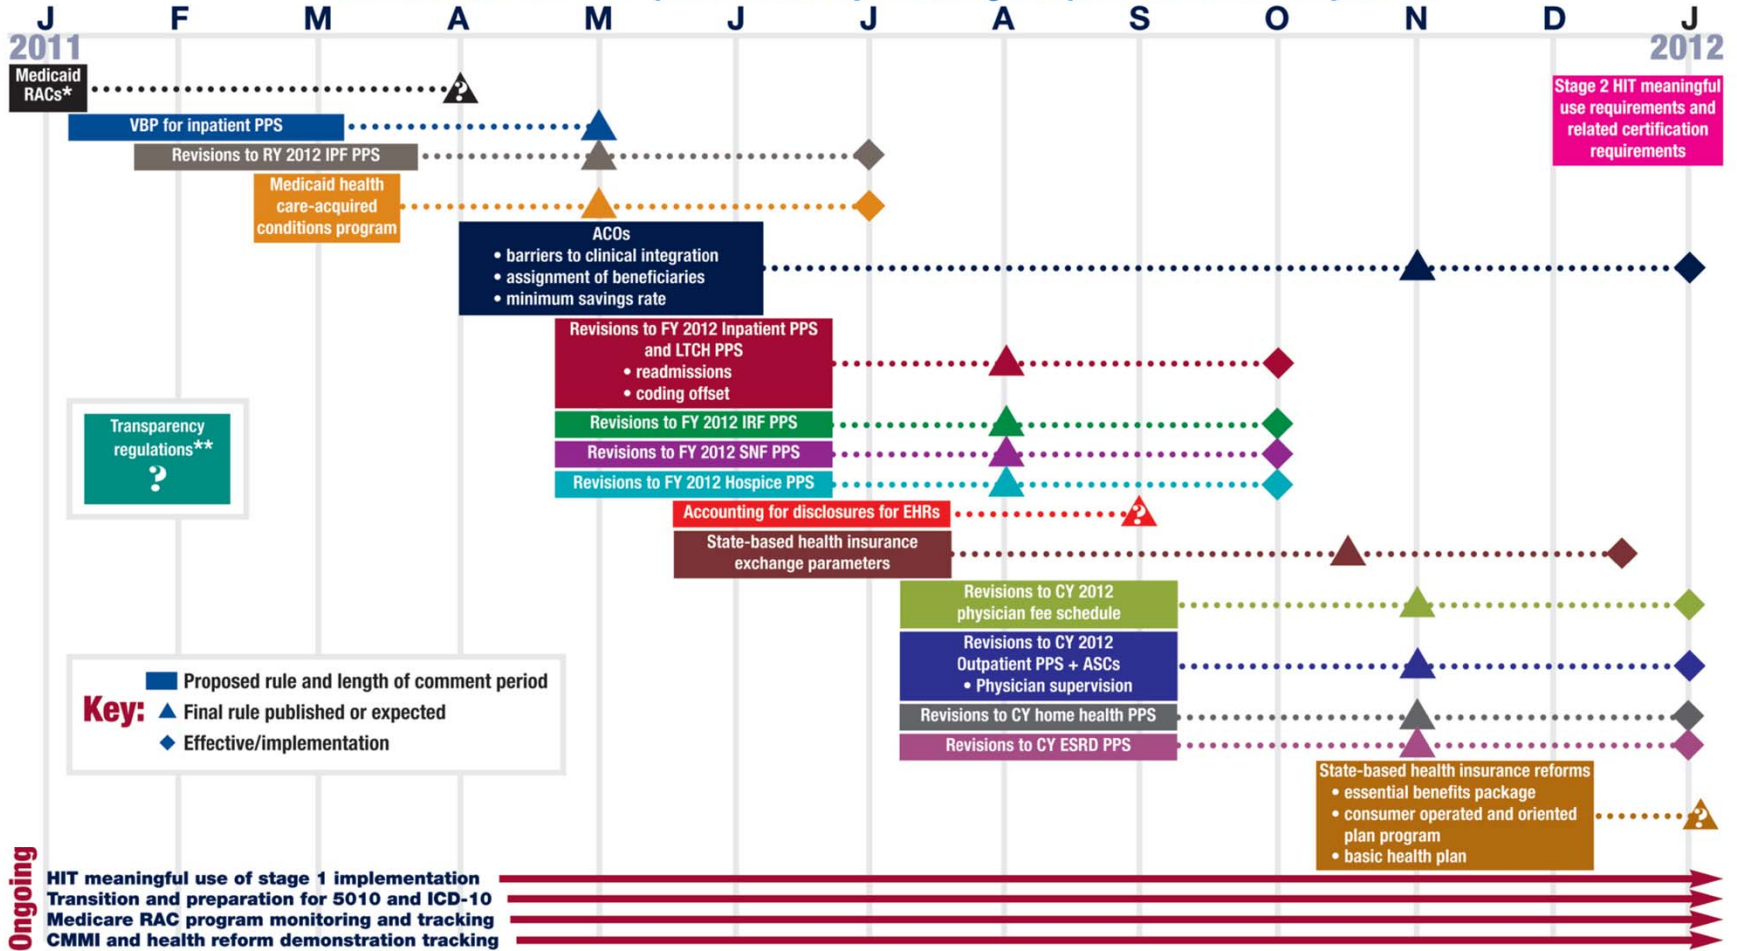 J F M A M J J A S O N D J
2011
2012
Medicaid
RACs*
?
Stage 2 HIT meaningful
use requirements and
related certification
requirements
VBP for inpatient PPS
Revisions to RY 2012 IPF PPS
Medicaid health
care-acquired
conditions program
ACOs
• barriers to clinical integration
• assignment of beneficiaries
• minimum savings rate
Revisions to FY 2012 Inpatient PPS
and LTCH PPS
• readmissions
• coding offset
Transparency
regulations**
?
Revisions to FY 2012 IRF PPS
Revisions to FY 2012 SNF PPS
Revisions to FY 2012 Hospice PPS
Accounting for disclosures for EHRs
?
State-based health insurance
exchange parameters
Revisions to CY 2012
physician fee schedule
Revisions to CY 2012
Outpatient PPS + ASCs
• Physician supervision
Revisions to CY home health PPS
Revisions to CY ESRD PPS
Key:
Proposed rule and length of comment period
Final rule published or expected
Effective/implementation
State-based health insurance reforms
• essential benefits package
• consumer operated and oriented
plan program
• basic health plan
?
Ongoing
HIT meaningful use of stage 1 implementation
Transition and preparation for 5010 and ICD-10
Medicare RAC program monitoring and tracking
CMMI and health reform demonstration tracking